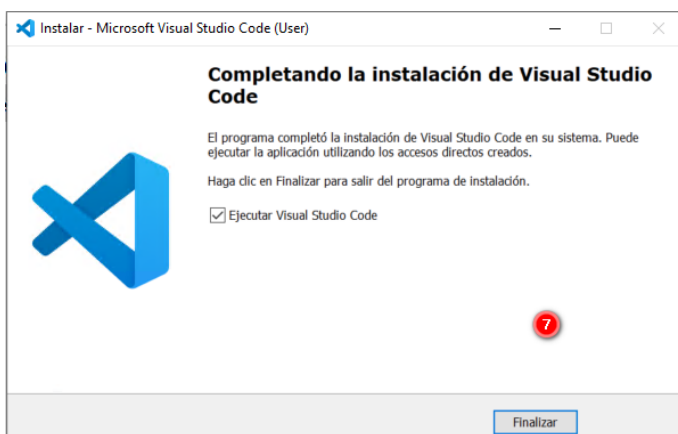 Instalar - Microsoft Visual Studio Code (User)
Completando la instalación de Visual Studio
Code
El programa completó la instalación de Visual Studio Code en su sistema. Puede
ejecutar la aplicación utilizando los accesos directos creados.
Haga clic en Finalizar para salir del programa de instalación.
Ejecutar Visual Studio Code
7
Finalizar